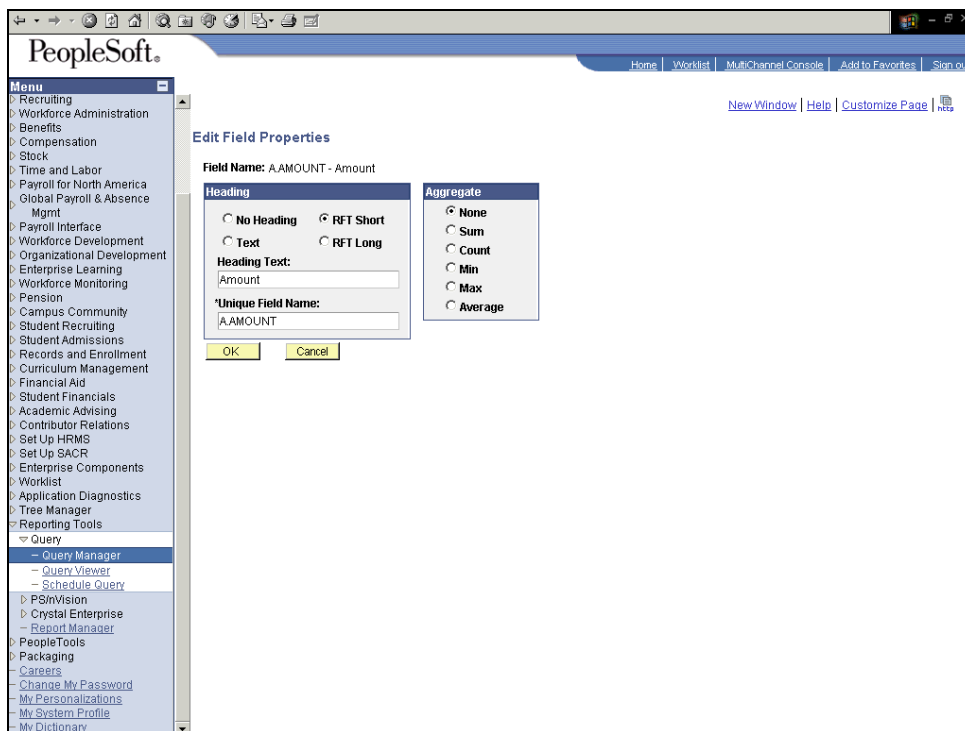 PeopleSoft®
Home | Worklist | MultiChannel Console | Add to Favorites | Sign ou
Menu
Recruiting
Workforce Administration
Benefits
Compensation
Stock
Time and Labor
Payroll for North America
Global Payroll & Absence
Mgmt
Payroll Interface
Workforce Development
Organizational Development
Enterprise Learning
Workforce Monitoring
Pension
Campus Community
Student Recruiting
Student Admissions
Records and Enrollment
Curriculum Management
Financial Aid
Student Financials
Academic Advising
Contributor Relations
Set Up HRMS
Set Up SACR
Enterprise Components
Worklist
Application Diagnostics
Tree Manager
Reporting Tools
Query
Query Manager
Query Viewer
Schedule Query
PS/nVision
Crystal Enterprise
Report Manager
PeopleTools
Packaging
Careers
Change My Password
My Personalizations
My System Profile
My Dictionary
New Window | Help | Customize Page | http
Edit Field Properties
Field Name: A.AMOUNT - Amount
Heading
No Heading RFT Short
Text RFT Long
Heading Text:
Amount
*Unique Field Name:
A.AMOUNT
OK Cancel
Aggregate
None
Sum
Count
Min
Max
Average